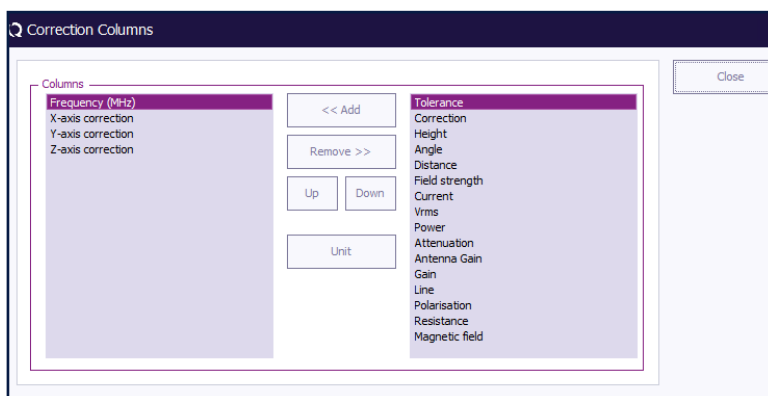 Correction Columns
Close
Columns
Frequency (MHz)
X-axis correction
Y-axis correction
Z-axis correction
<< Add
Remove >>
Up
Down
Unit
Tolerance
Correction
Height
Angle
Distance
Field strength
Current
Vrms
Power
Attenuation
Antenna Gain
Gain
Line
Polarisation
Resistance
Magnetic field